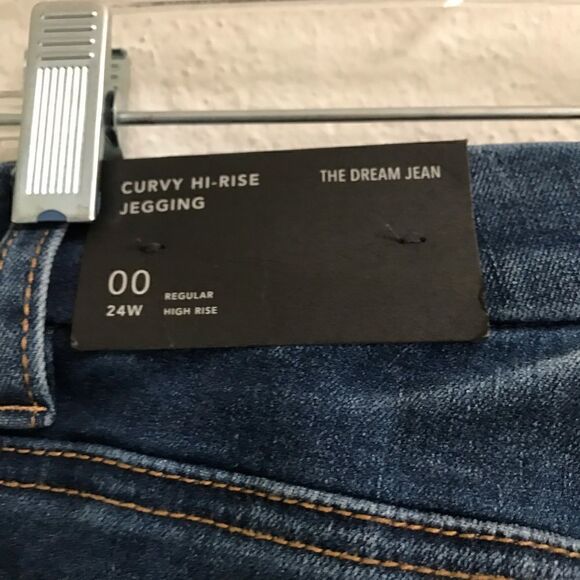 CURVY HI-RISE
JEGGING
THE DREAM JEAN
00
24W
REGULAR
HIGH RISE